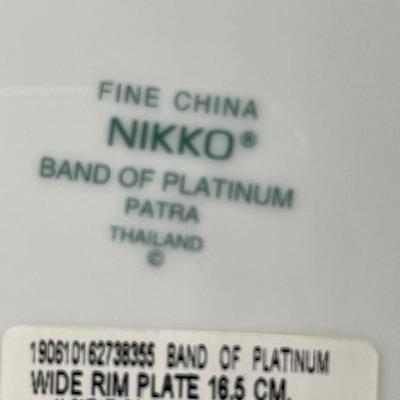 FINE CHINA
NIKKO®
BAND OF PLATINUM
PATRA
THAILAND
©
190610162738355 BAND OF PLATINUM
WIDE RIM PLATE 16.5 CM.